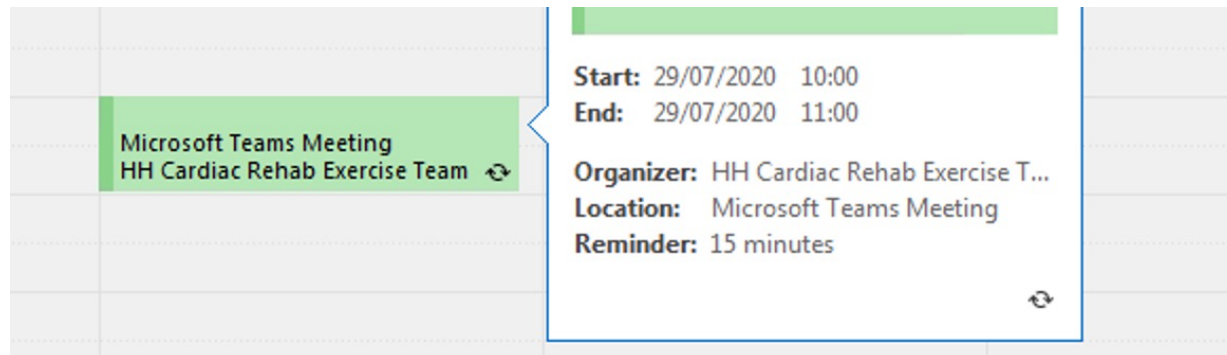 Microsoft Teams Meeting
HH Cardiac Rehab Exercise Team
Start: 29/07/2020 10:00
End: 29/07/2020 11:00
Organizer: HH Cardiac Rehab Exercise T...
Location: Microsoft Teams Meeting
Reminder: 15 minutes